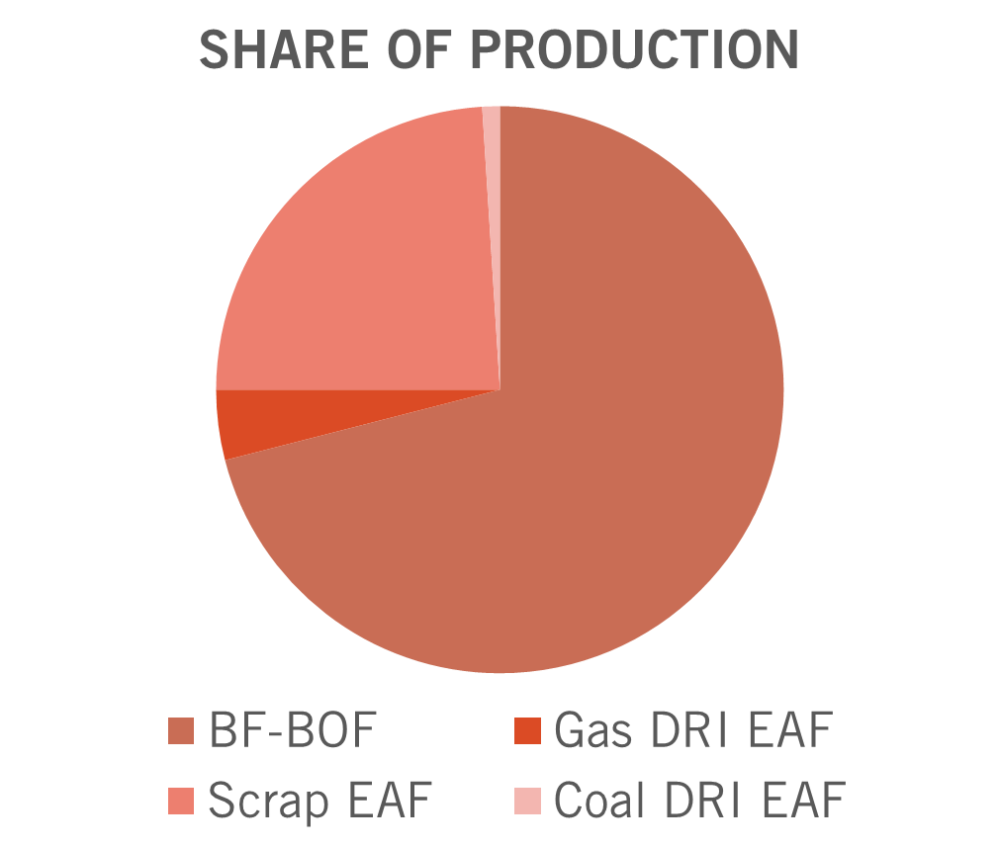 SHARE OF PRODUCTION
BF-BOF Gas DRI EAF
Scrap EAF Coal DRI EAF